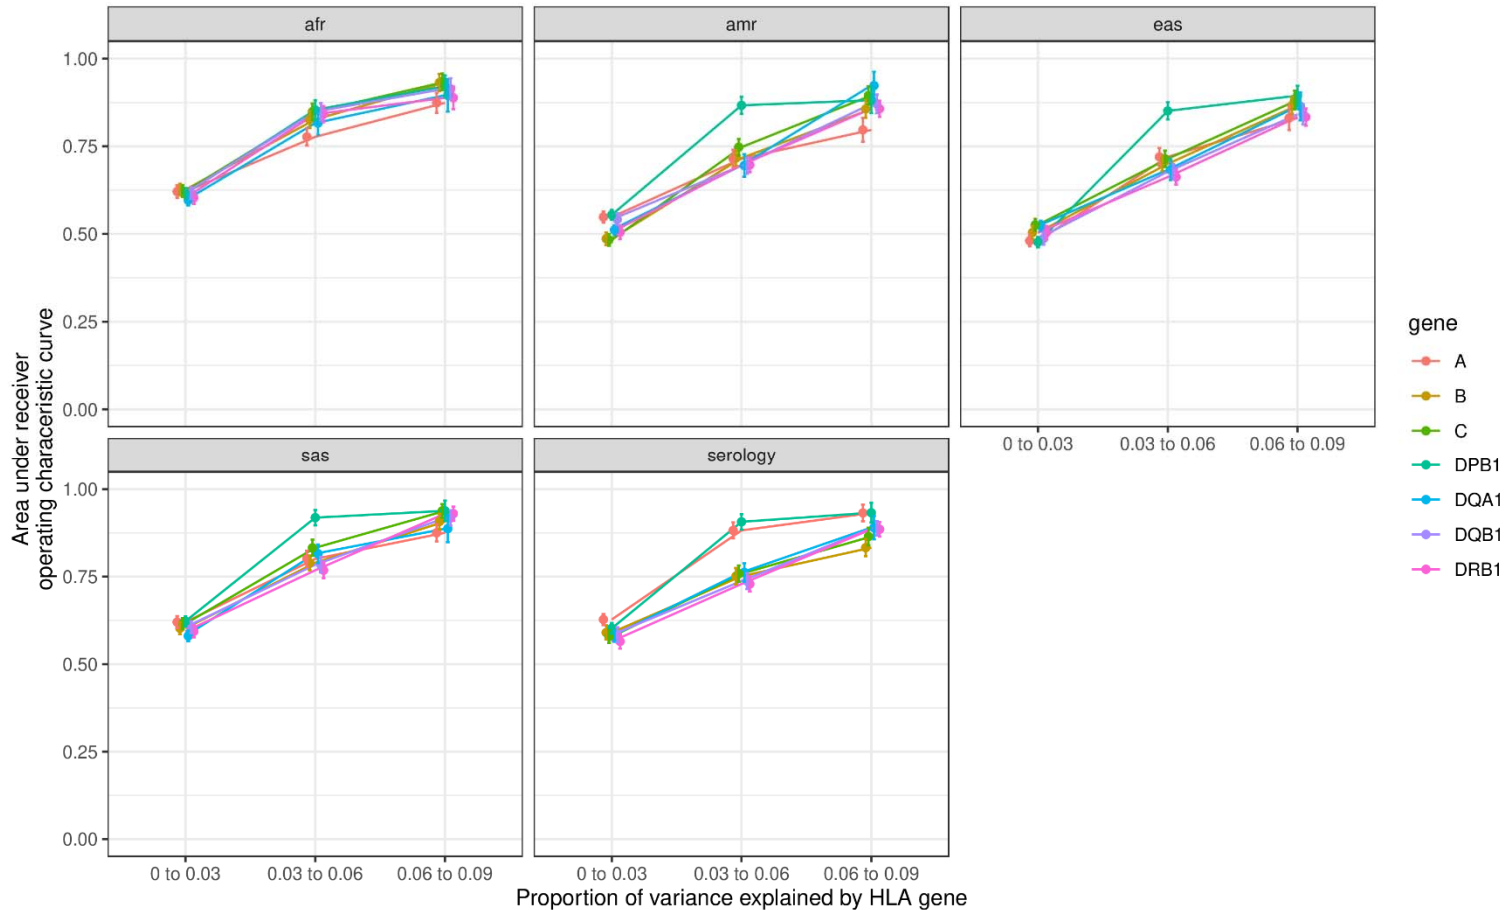 afr
amr
eas
1.00
0.75
0.50
0.25
0.00
0 to 0.03
0.03 to 0.06
0.06 to 0.09
sas
serology
1.00
0.75
0.50
0.25
0.00
0 to 0.03
0.03 to 0.06
0.06 to 0.09
0 to 0.03
0.03 to 0.06
0.06 to 0.09
Area under receiver
operating characeristic curve
Proportion of variance explained by HLA gene
gene
A
B
C
DPB1
DQA1
DQB1
DRB1